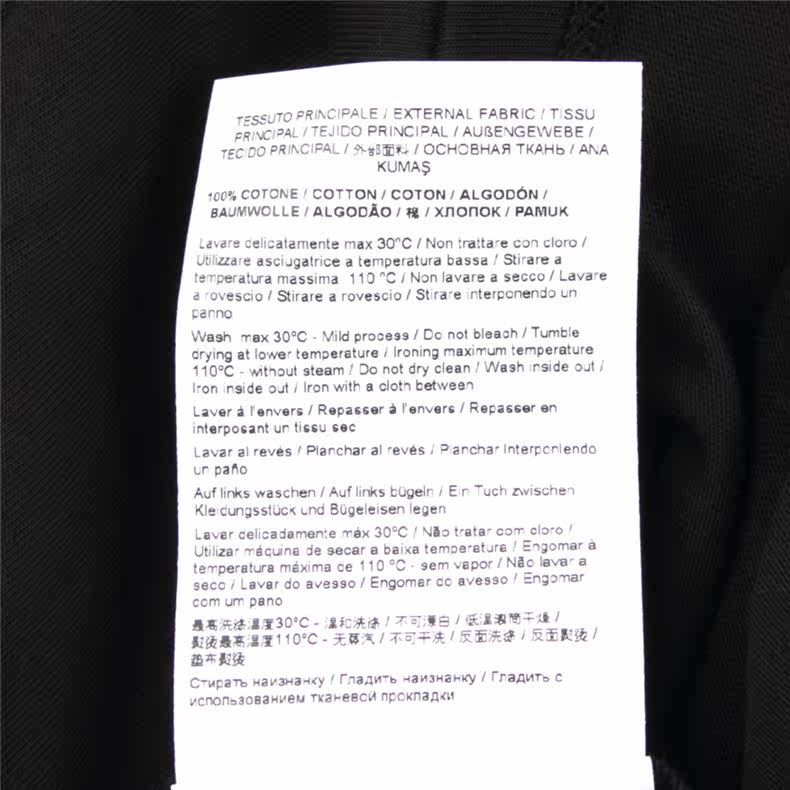 TESSUTO PRINCIPALE / EXTERNAL FABRIC / TISSU
PRINCIPAL / TEJIDO PRINCIPAL / AUßENGEWEBE /
TECIDO PRINCIPAL / 外部面料 / ОСНОВНАЯ ТКАНЬ / ANA
KUMAŞ
100% COTONE / COTTON / COTON / ALGODÓN /
BAUMWOLLE / ALGODÃO / 棉 / ХЛОПОК / PAMUK
Lavare delicatamente max 30°C / Non trattare con cloro /
Utilizzare asciugatrice a temperatura bassa / Stirare a
temperatura massima 110 °C / Non lavare a secco / Lavare
a rovescio / Stirare a rovescio / Stirare interponendo un
panno
Wash max 30°C - Mild process / Do not bleach / Tumble
drying at lower temperature / Ironing maximum temperature
110°C - without steam / Do not dry clean / Wash inside out /
Iron inside out / Iron with a cloth between
Laver à l'envers / Repasser à l'envers / Repasser en
interposant un tissu sec
Lavar al revés / Planchar al revés / Planchar Interponiendo
un paño
Auf links waschen / Auf links bügeln / Ein Tuch zwischen
Kleidungsstück und Bügeleisen legen
Lavar delicadamente máx 30°C / Não tratar com cloro /
Utilizar máquina de secar a baixa temperatura / Engomar à
temperatura máxima de 110 °C - sem vapor / Não lavar a
seco / Lavar do avesso / Engomar do avesso / Engomar
com um pano
最高洗涤温度30°C - 温和洗涤 / 不可漂白 / 低温滚筒干燥 /
熨烫最高温度110°C - 无蒸汽 / 不可干洗 / 反面洗涤 / 反面熨烫 /
垫布熨烫
Стирать наизнанку / Гладить наизнанку / Гладить с
использованием тканевой прокладки